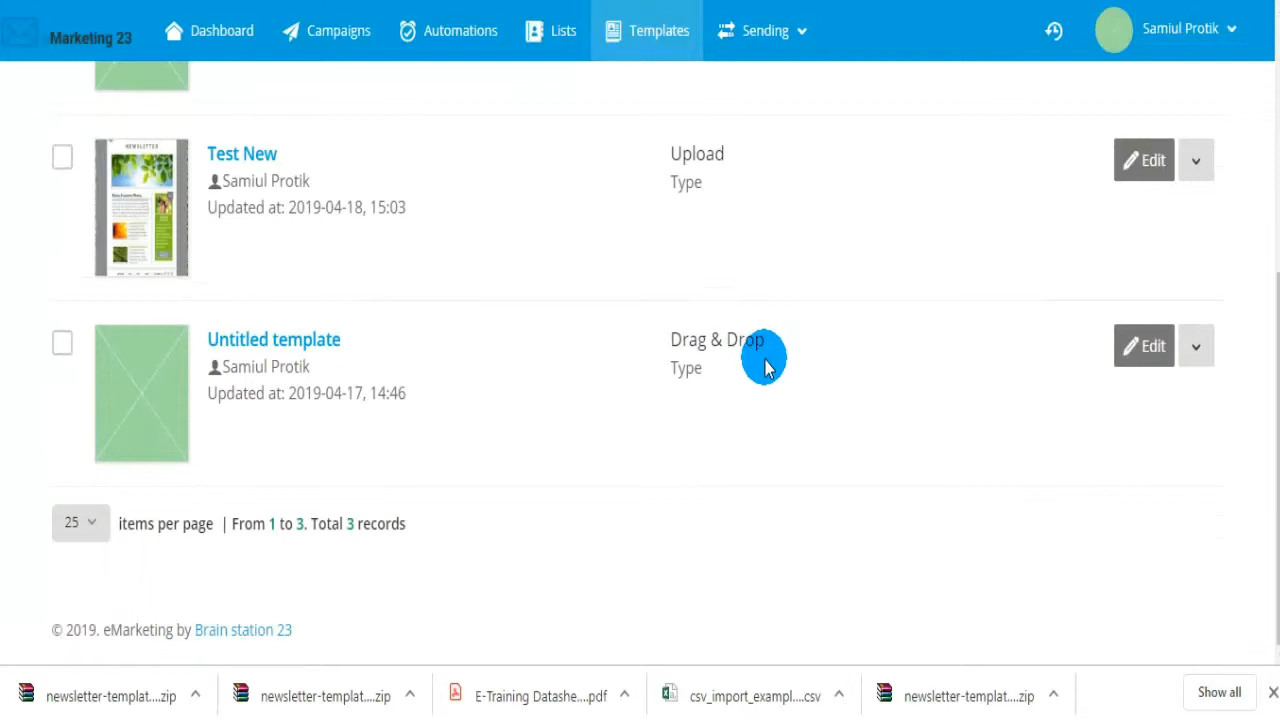 Marketing 23
Dashboard
Campaigns
Automations
Lists
Templates
Sending
Samiul Protik
NEWSLETTER
Test New
Samiul Protik
Updated at: 2019-04-18, 15:03
Upload
Type
Edit
Untitled template
Samiul Protik
Updated at: 2019-04-17, 14:46
Drag & Drop
Type
Edit
25 items per page | From 1 to 3. Total 3 records
© 2019. eMarketing by Brain station 23
newsletter-templat....zip
newsletter-templat....zip
E-Training Datashe....pdf
csv_import_exampl....csv
newsletter-templat....zip
Show all